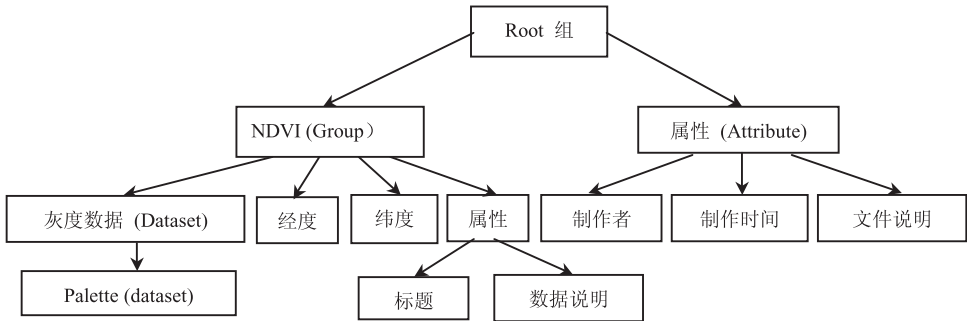 Root 组
NDVI (Group）
属性 (Attribute)
灰度数据 (Dataset)
经度
纬度
属性
制作者
制作时间
文件说明
Palette (dataset)
标题
数据说明